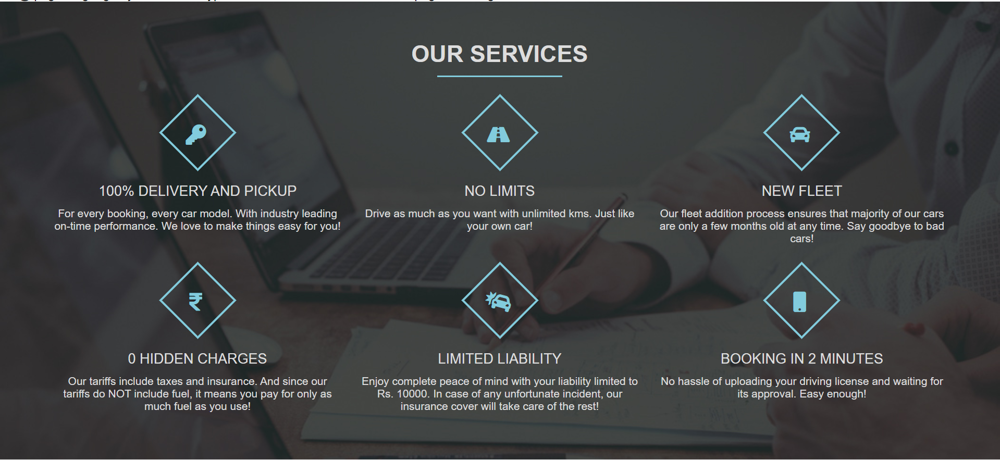 OUR SERVICES
100% DELIVERY AND PICKUP
For every booking, every car model. With industry leading
on-time performance. We love to make things easy for you!
NO LIMITS
Drive as much as you want with unlimited kms. Just like
your own car!
NEW FLEET
Our fleet addition process ensures that majority of our cars
are only a few months old at any time. Say goodbye to bad
cars!
0 HIDDEN CHARGES
Our tariffs include taxes and insurance. And since our
tariffs do NOT include fuel, it means you pay for only as
much fuel as you use!
LIMITED LIABILITY
Enjoy complete peace of mind with your liability limited to
Rs. 10000. In case of any unfortunate incident, our
insurance cover will take care of the rest!
BOOKING IN 2 MINUTES
No hassle of uploading your driving license and waiting for
its approval. Easy enough!